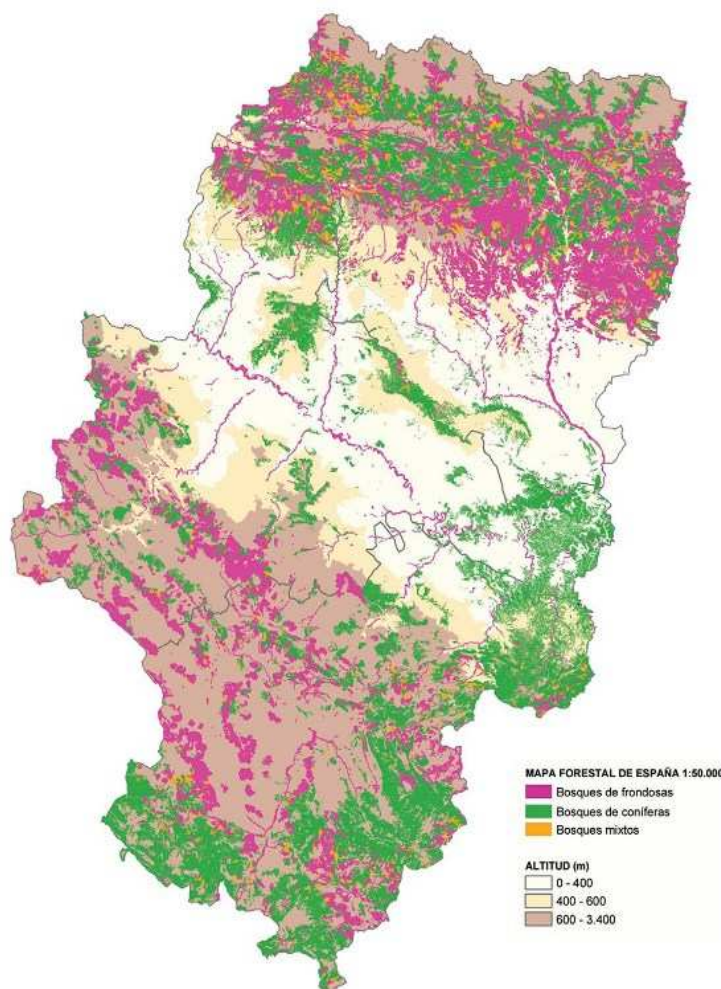 MAPA FORESTAL DE ESPAÑA 1:50.000
Bosques de frondosas
Bosques de coníferas
Bosques mixtos
ALTITUD (m)
0 - 400
400 - 600
600 - 3.400